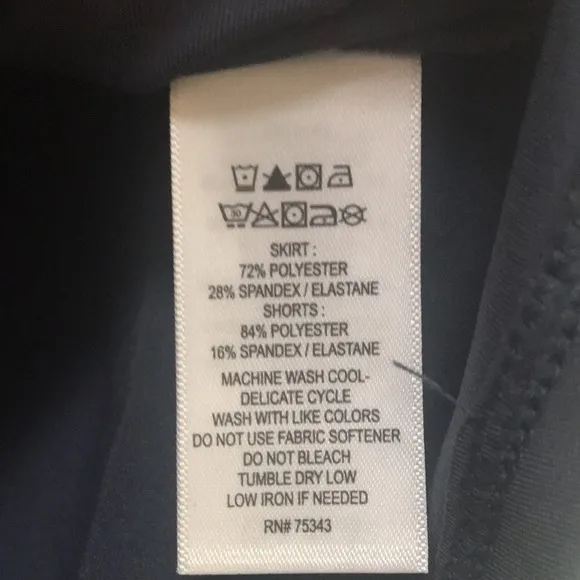 30
SKIRT :
72% POLYESTER
28% SPANDEX / ELASTANE
SHORTS :
84% POLYESTER
16% SPANDEX / ELASTANE
MACHINE WASH COOL-
DELICATE CYCLE
WASH WITH LIKE COLORS
DO NOT USE FABRIC SOFTENER
DO NOT BLEACH
TUMBLE DRY LOW
LOW IRON IF NEEDED
RN# 75343